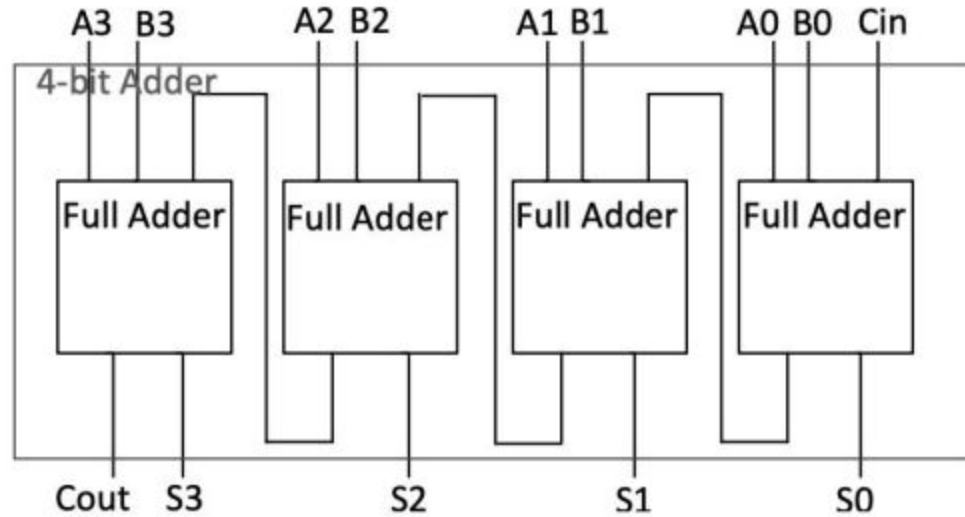 A3 B3 A2 B2 A1 B1 A0 B0 Cin
4-bit Adder
Full Adder Full Adder Full Adder Full Adder
Cout S3 S2 S1 S0